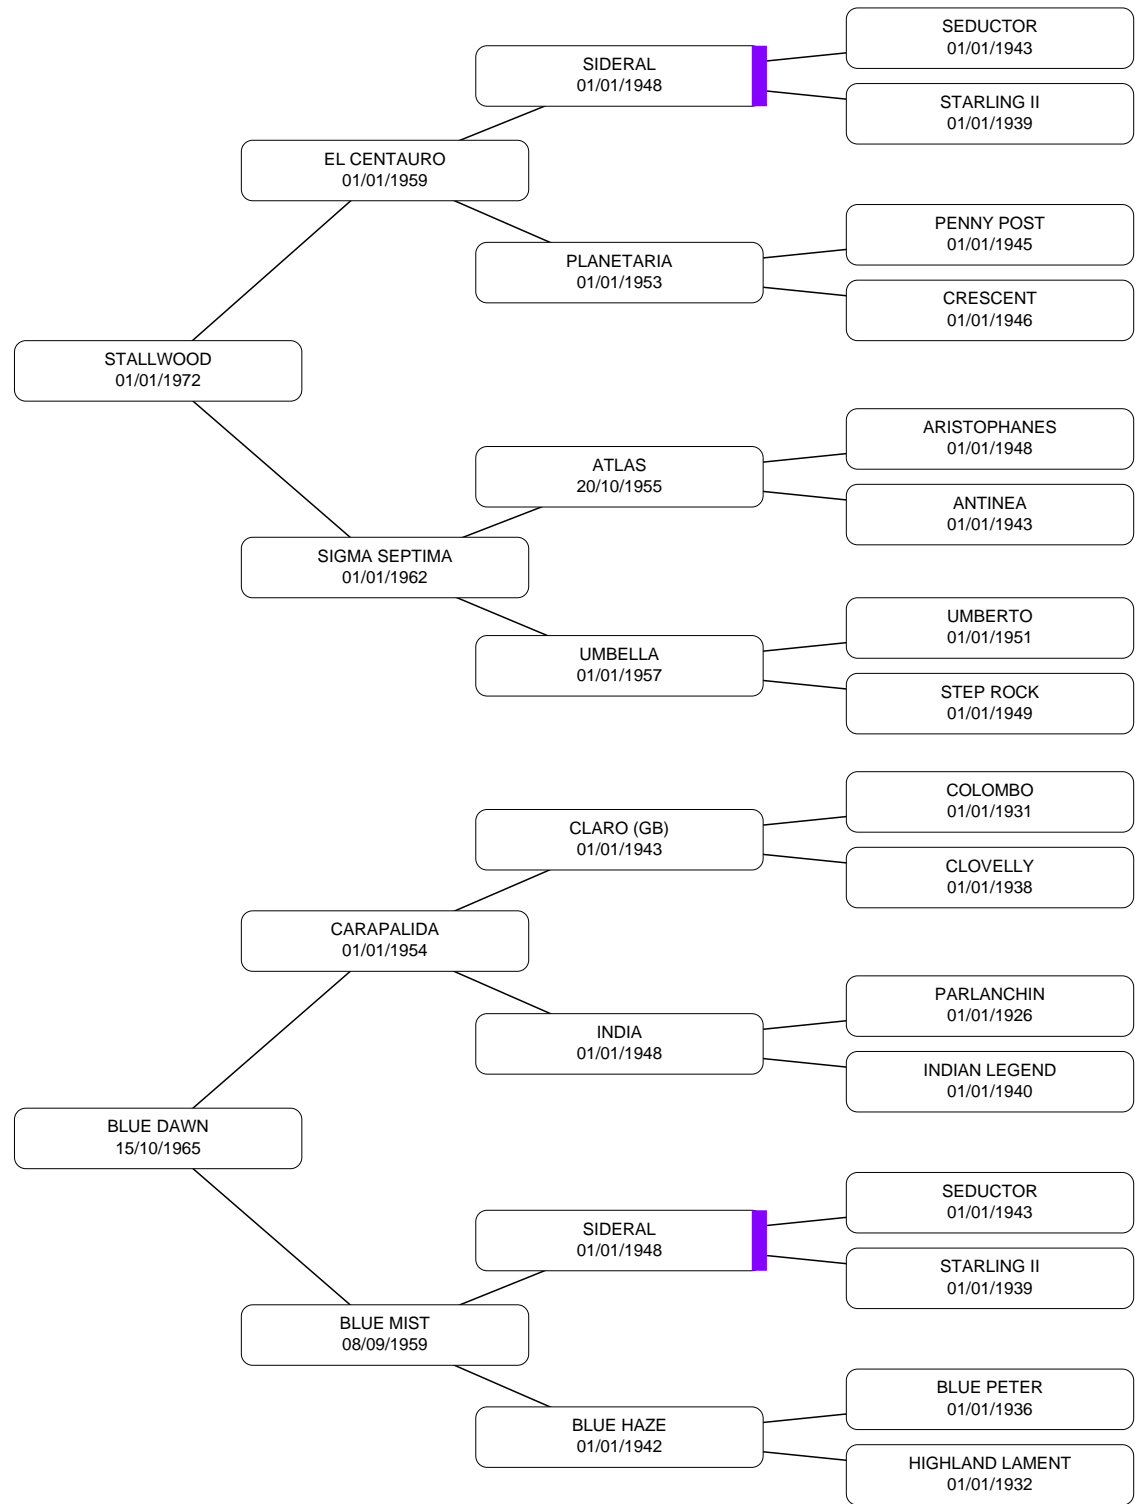 SEDUCTOR
01/01/1943
SIDERAL
01/01/1948
STARLING II
01/01/1939
EL CENTAURO
01/01/1959
PENNY POST
01/01/1945
PLANETARIA
01/01/1953
CRESCENT
01/01/1946
STALLWOOD
01/01/1972
ARISTOPHANES
01/01/1948
ATLAS
20/10/1955
ANTINEA
01/01/1943
SIGMA SEPTIMA
01/01/1962
UMBERTO
01/01/1951
UMBELLA
01/01/1957
STEP ROCK
01/01/1949
COLOMBO
01/01/1931
CLARO (GB)
01/01/1943
CLOVELLY
01/01/1938
CARAPALIDA
01/01/1954
PARLANCHIN
01/01/1926
INDIA
01/01/1948
INDIAN LEGEND
01/01/1940
BLUE DAWN
15/10/1965
SEDUCTOR
01/01/1943
SIDERAL
01/01/1948
STARLING II
01/01/1939
BLUE MIST
08/09/1959
BLUE PETER
01/01/1936
BLUE HAZE
01/01/1942
HIGHLAND LAMENT
01/01/1932